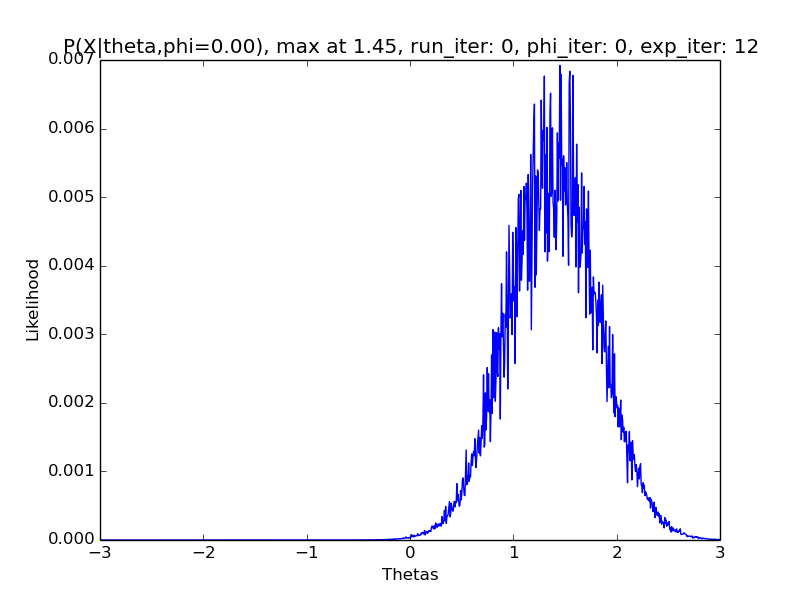 P(X|theta,phi=0.00), max at 1.45, run_iter: 0, phi_iter: 0, exp_iter: 12
0.007
0.006
0.005
0.004
0.003
0.002
0.001
0.000
Likelihood
−3 −2 −1 0 1 2 3
Thetas